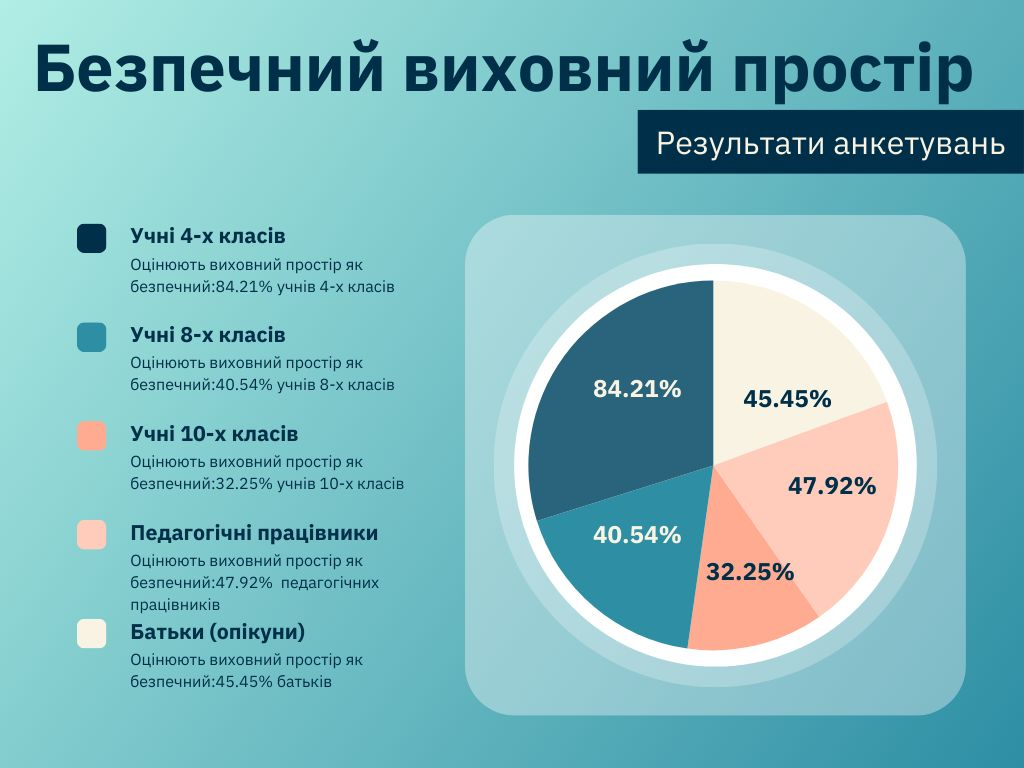 Безпечний виховний простір
Результати анкетувань
Учні 4-х класів
Оцінюють виховний простір як
безпечний:84.21% учнів 4-х класів
Учні 8-х класів
Оцінюють виховний простір як
безпечний:40.54% учнів 8-х класів
Учні 10-х класів
Оцінюють виховний простір як
безпечний:32.25% учнів 10-х класів
Педагогічні працівники
Оцінюють виховний простір як
безпечний:47.92%  педагогічних
працівників
Батьки (опікуни)
Оцінюють виховний простір як
безпечний:45.45% батьків
84.21%
45.45%
47.92%
40.54%
32.25%